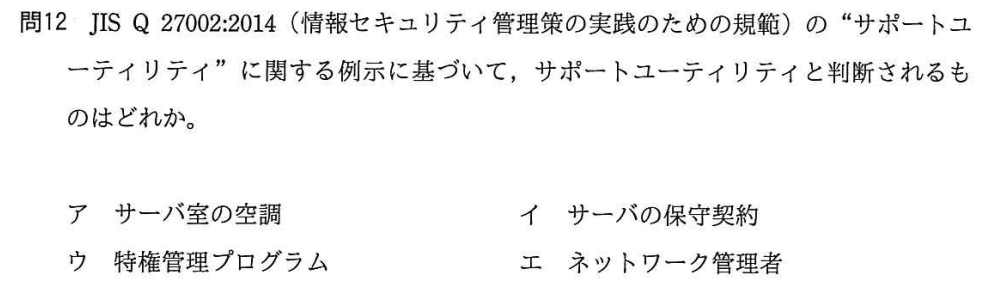 問12 JIS Q 27002:2014（情報セキュリティ管理策の実践のための規範）の“サポートユ
ーティリティ”に関する例示に基づいて，サポートユーティリティと判断されるも
のはどれか。
ア サーバ室の空調 イ サーバの保守契約
ウ 特権管理プログラム エ ネットワーク管理者